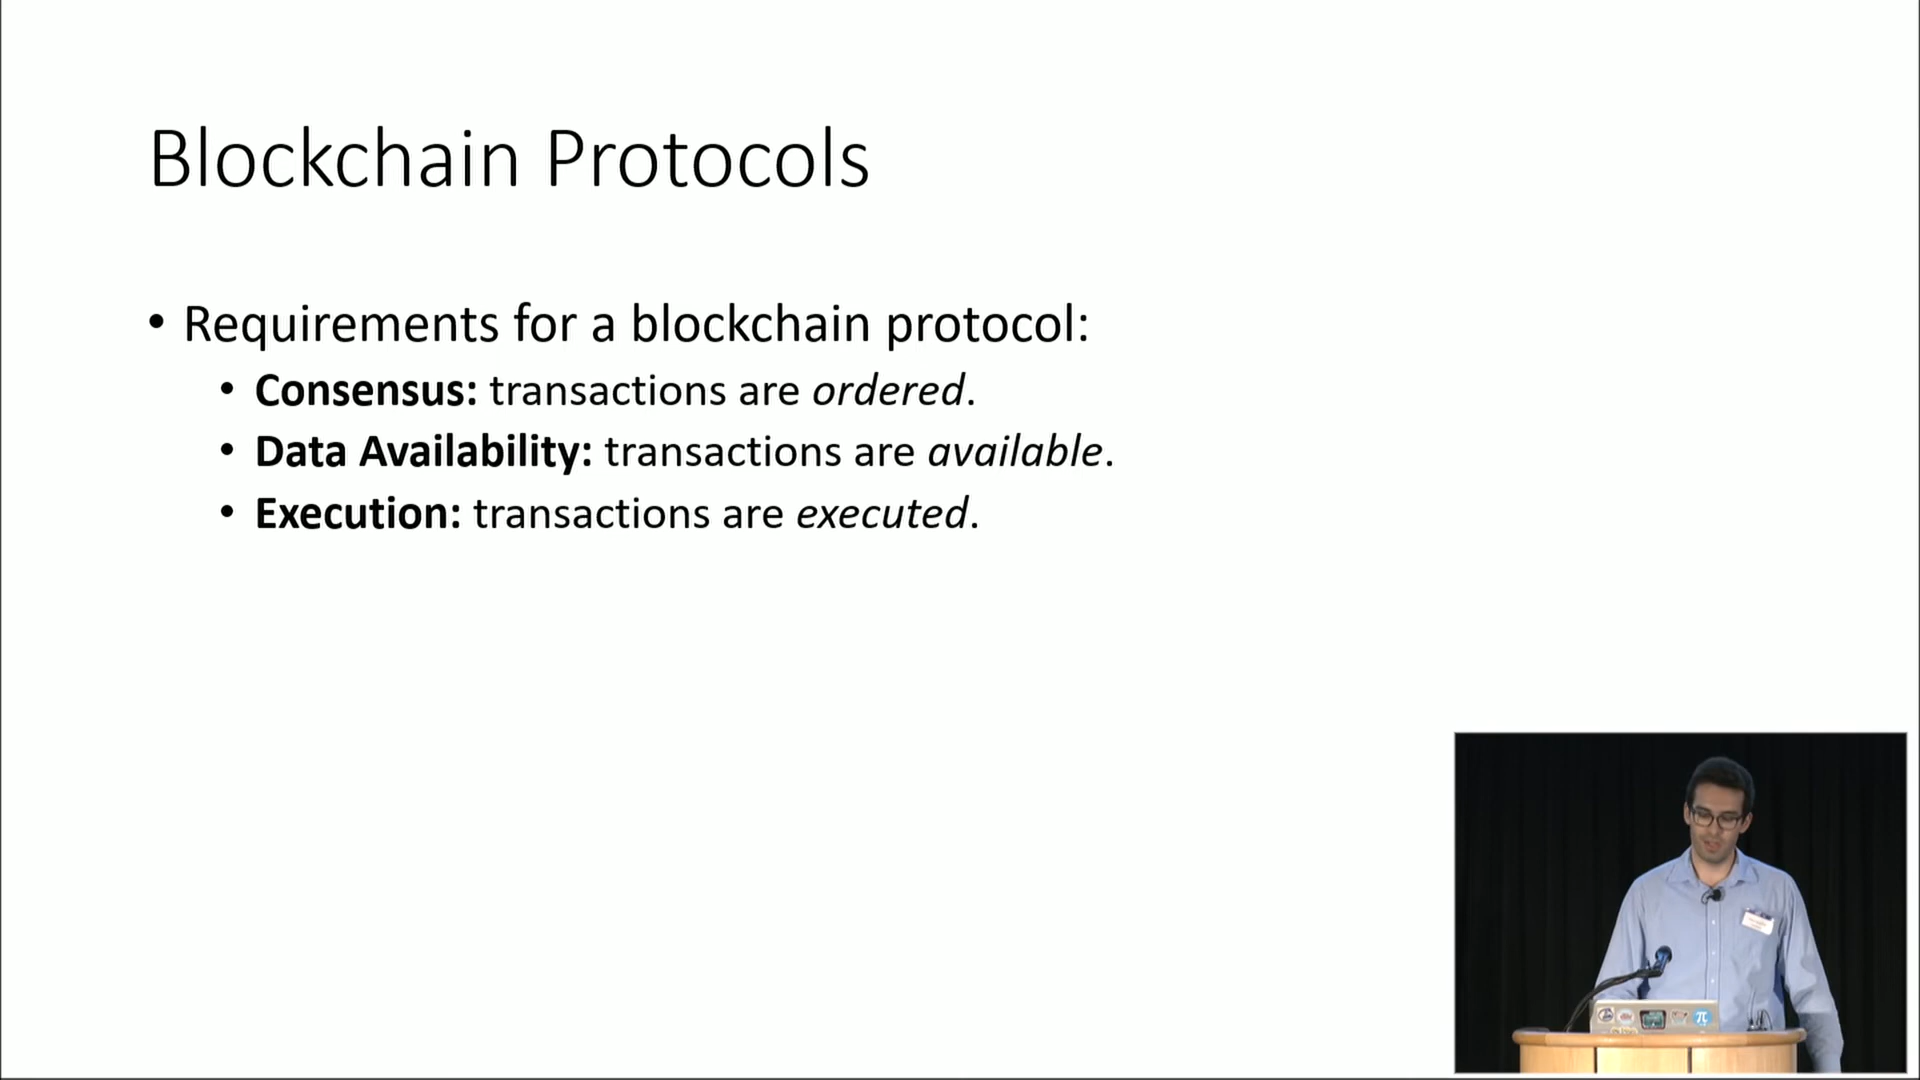 Blockchain Protocols
• Requirements for a blockchain protocol:
• Consensus: transactions are ordered.
• Data Availability: transactions are available.
• Execution: transactions are executed.
π